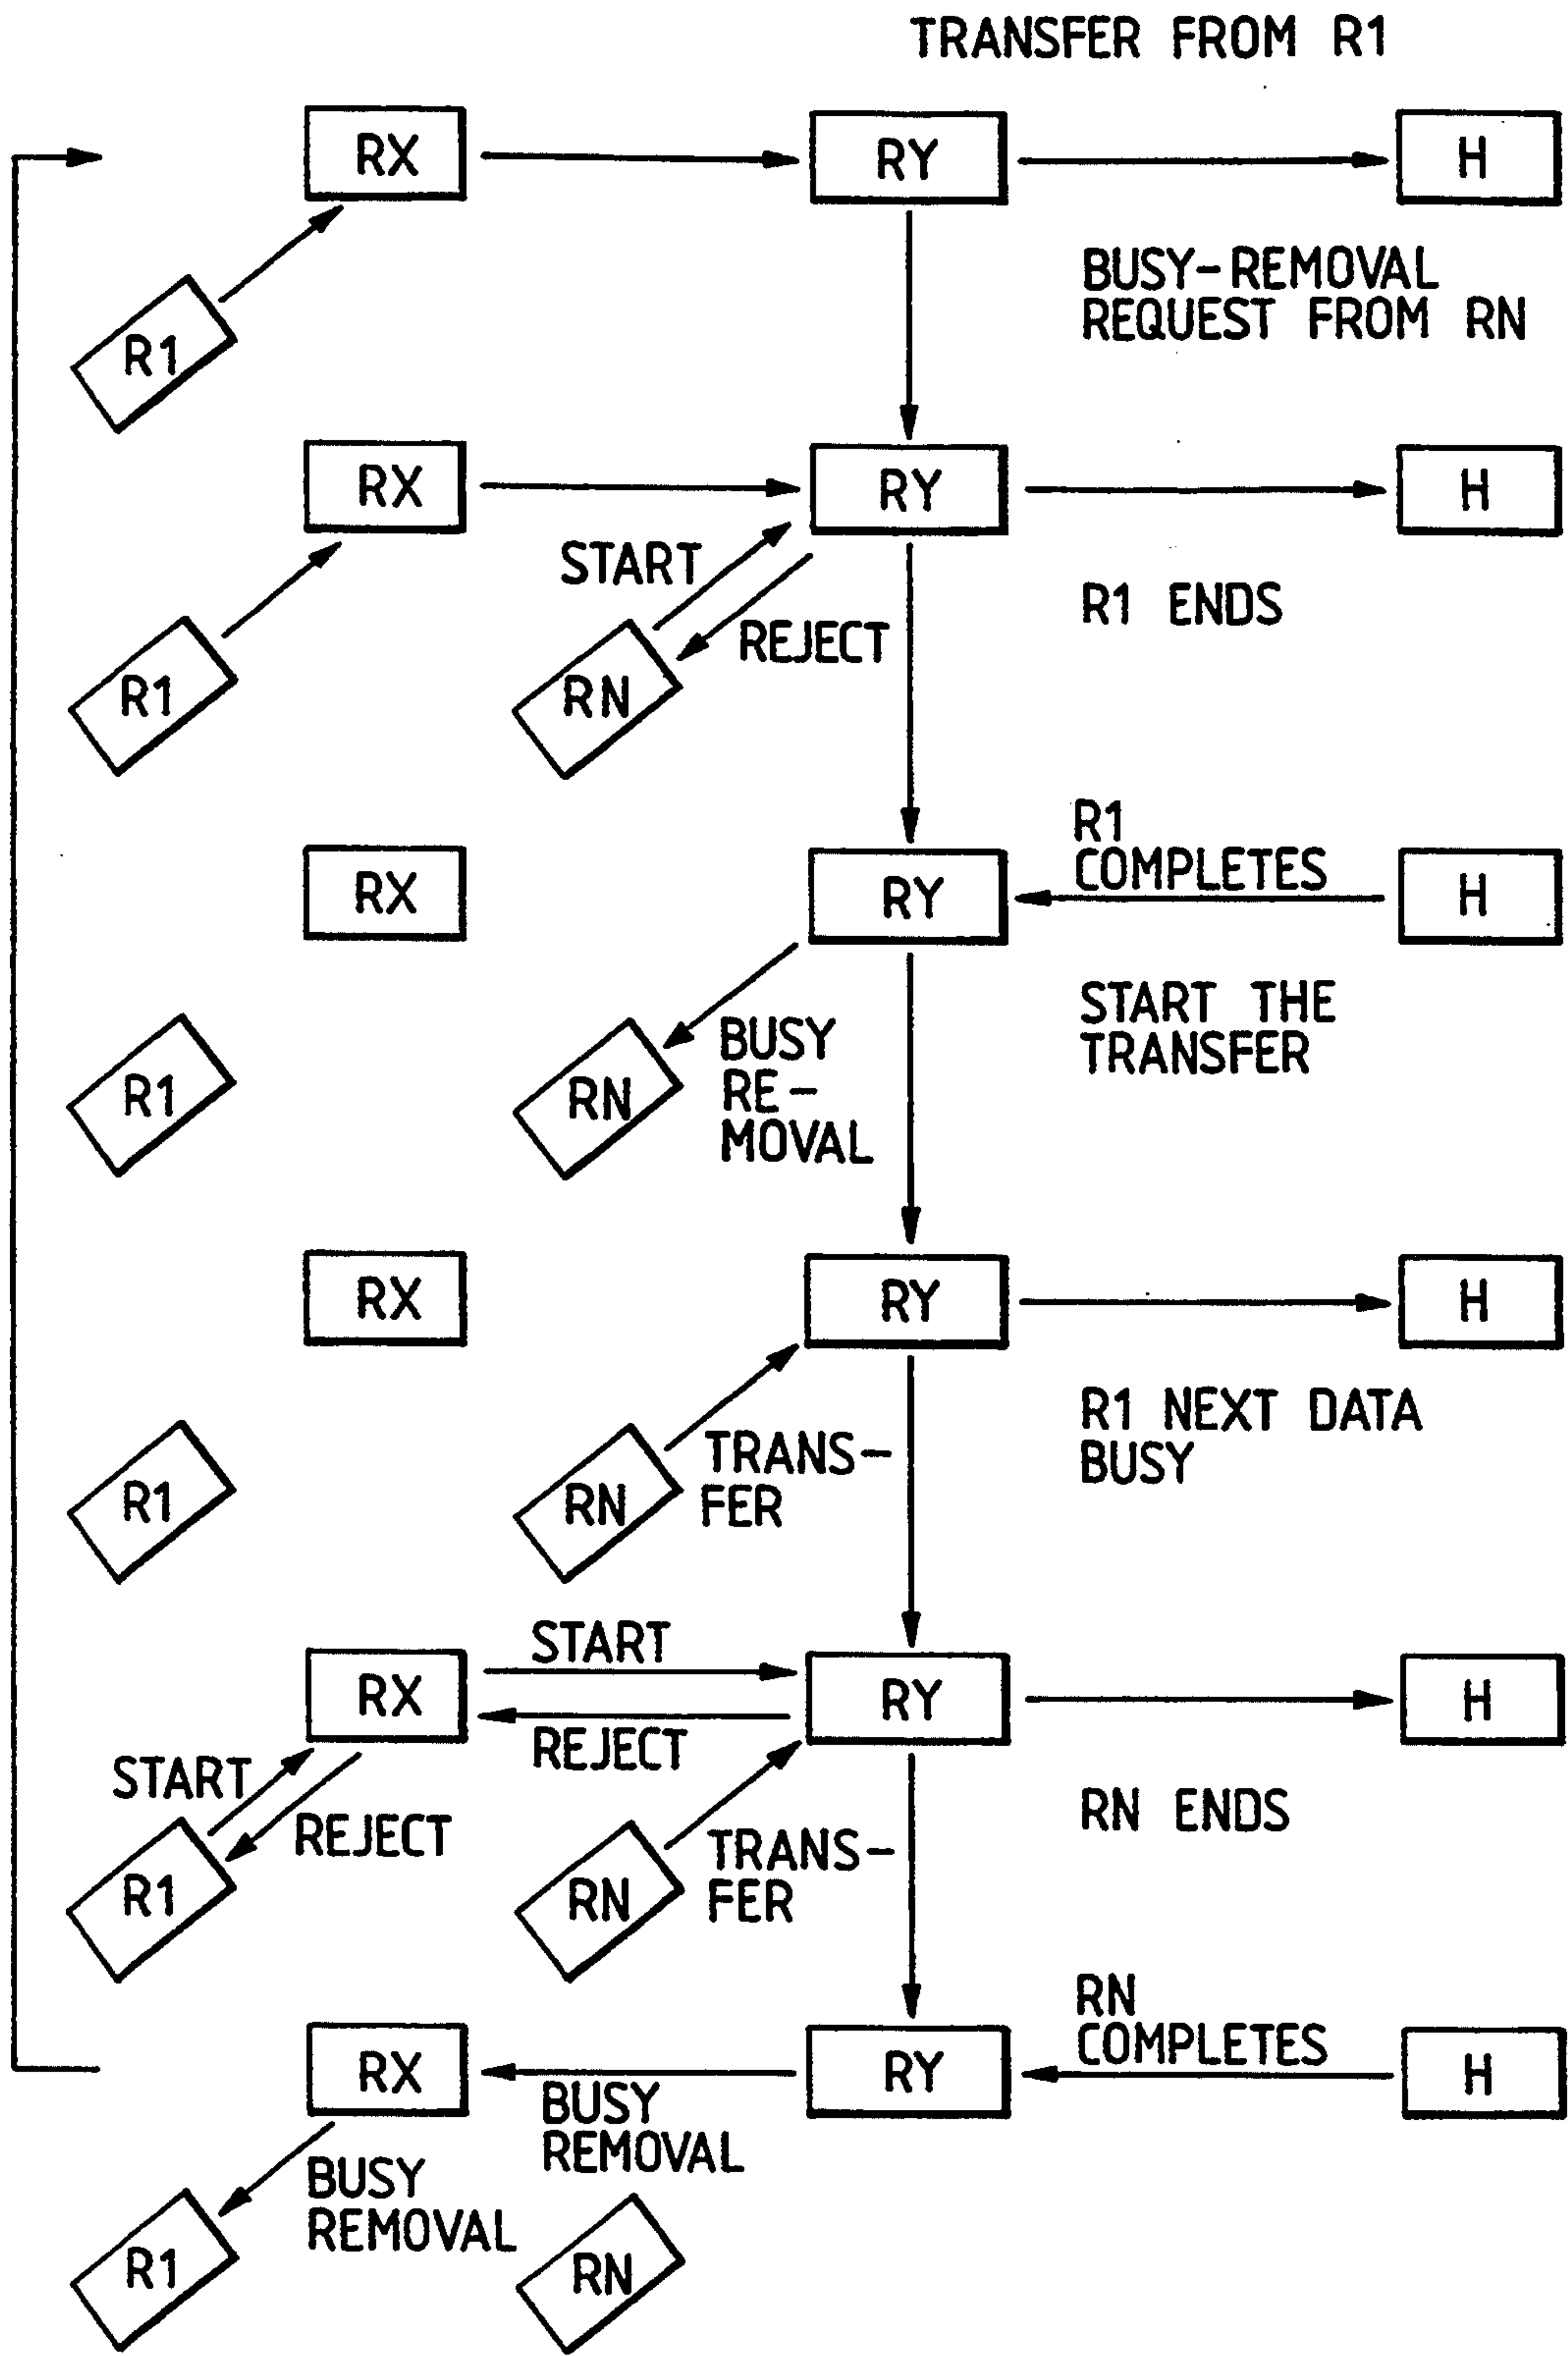 TRANSFER FROM R1
RX
RY
H
BUSY-REMOVAL
REQUEST FROM RN
R1
RX
RY
H
START
REJECT
R1 ENDS
R1
RN
R1
COMPLETES
RX
RY
H
START THE
TRANSFER
BUSY
RE-
MOVAL
R1
RN
RX
RY
H
R1 NEXT DATA
BUSY
TRANS-
FER
R1
RN
START
RX
RY
H
REJECT
START
REJECT
RN ENDS
TRANS-
FER
R1
RN
RN
COMPLETES
RX
RY
H
BUSY
REMOVAL
BUSY
REMOVAL
R1
RN